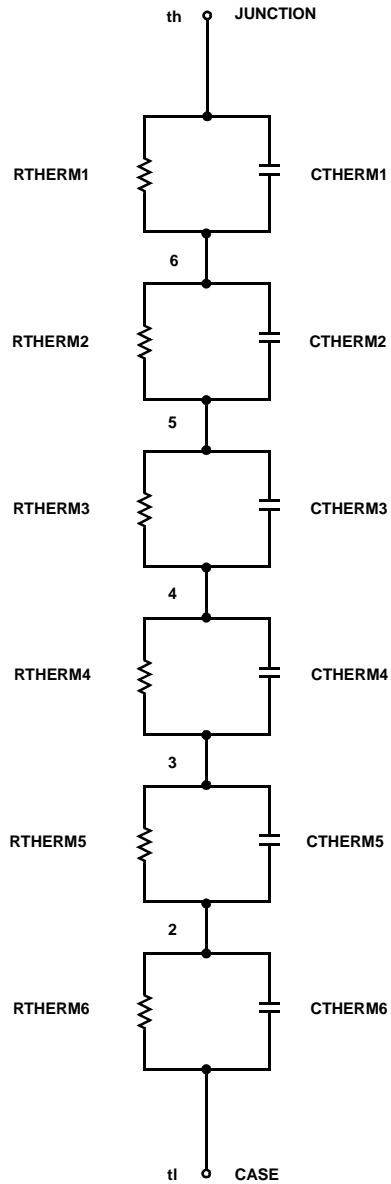 th JUNCTION
RTHERM1 CTHERM1
6
RTHERM2 CTHERM2
5
RTHERM3 CTHERM3
4
RTHERM4 CTHERM4
3
RTHERM5 CTHERM5
2
RTHERM6 CTHERM6
tl CASE